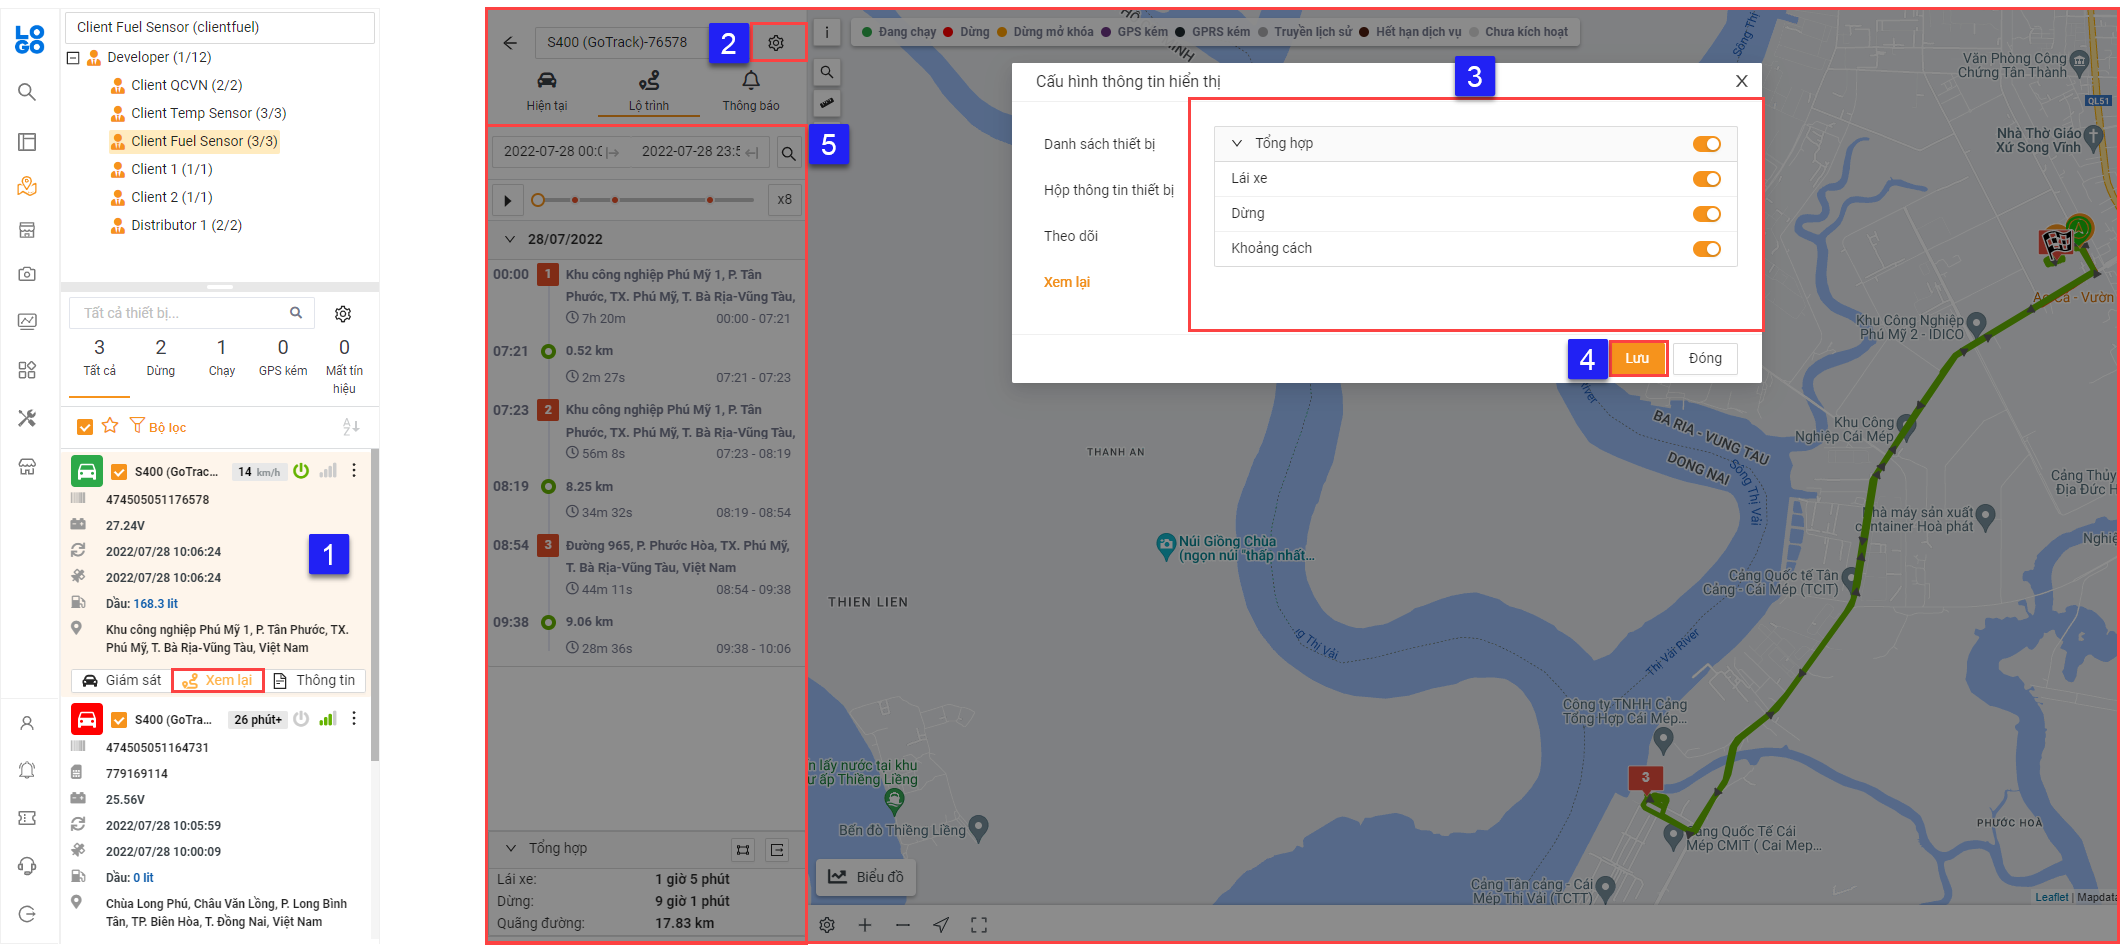 LO
GO
Client Fuel Sensor (clientfuel)
Developer (1/12)
Client QCVN (2/2)
Client Temp Sensor (3/3)
Client Fuel Sensor (3/3)
Client 1 (1/1)
Client 2 (1/1)
Distributor 1 (2/2)
Tất cả thiết bị...
3
2
1
0
0
Tất cả
Dừng
Chạy
GPS kém
Mất tín
hiệu
Bộ lọc
S400 (GoTrac...
14 km/h
474505051176578
27.24V
2022/07/28 10:06:24
2022/07/28 10:06:24
Dầu: 168.3 lit
Khu công nghiệp Phú Mỹ 1, P. Tân Phước, TX.
Phú Mỹ, T. Bà Rịa-Vũng Tàu, Việt Nam
1
Giám sát
Xem lại
Thông tin
S400 (GoTra...
26 phút+
474505051164731
779169114
25.56V
2022/07/28 10:05:59
2022/07/28 10:00:09
Dầu: 0 lit
Chùa Long Phú, Châu Văn Lồng, P. Long Bình
Tân, TP. Biên Hòa, T. Đồng Nai, Việt Nam
S400 (GoTrack)-76578
2
Hiện tại
Lộ trình
Thông báo
5
2022-07-28 00:0
2022-07-28 23:5
x8
28/07/2022
00:00
1
Khu công nghiệp Phú Mỹ 1, P. Tân
Phước, TX. Phú Mỹ, T. Bà Rịa-Vũng Tàu,
7h 20m
00:00 - 07:21
07:21
0.52 km
2m 27s
07:21 - 07:23
07:23
2
Khu công nghiệp Phú Mỹ 1, P. Tân
Phước, TX. Phú Mỹ, T. Bà Rịa-Vũng Tàu,
56m 8s
07:23 - 08:19
08:19
8.25 km
34m 32s
08:19 - 08:54
08:54
3
Đường 965, P. Phước Hòa, TX. Phú Mỹ,
T. Bà Rịa-Vũng Tàu, Việt Nam
44m 11s
08:54 - 09:38
09:38
9.06 km
28m 36s
09:38 - 10:06
Tổng hợp
Lái xe:
1 giờ 5 phút
Dừng:
9 giờ 1 phút
Quãng đường:
17.83 km
i
Đang chạy
Dừng
Dừng mở khóa
GPS kém
GPRS kém
Truyền lịch sử
Hết hạn dịch vụ
Chưa kích hoạt
Cấu hình thông tin hiển thị
3
X
Danh sách thiết bị
Hộp thông tin thiết bị
Theo dõi
Xem lại
Tổng hợp
Lái xe
Dừng
Khoảng cách
4
Lưu
Đóng
Văn Phòng Công
Chứng Tân Thành
QL51
Nhà Thờ Giáo
Xứ Song Vĩnh
Khu Công Nghiệp
Phú Mỹ 2 - IDICO
Khu Công
Nghiệp Cái Mép
BA RIA - VUNG TAU
DONG NAI
Sông Thị Vải
THANH AN
Núi Giồng Chùa
(ngọn núi "thấp nhất...
THIEN LIEN
Nhà máy sản xuất
container Hoà phát
Cảng Quốc tế Tân
Cảng - Cái Mép (TCIT)
Thị Vải River
Công ty TNHH Cảng
Tổng Hợp Cái Mép...
3
Bến đò Thiềng Liềng
PHƯỚC HOÀ
Mép CMIT ( Cai Mep...
Cảng Tân cảng - Cái
Mép Thị Vải (TCTT)
Biểu đồ
Leaflet | Mapdata